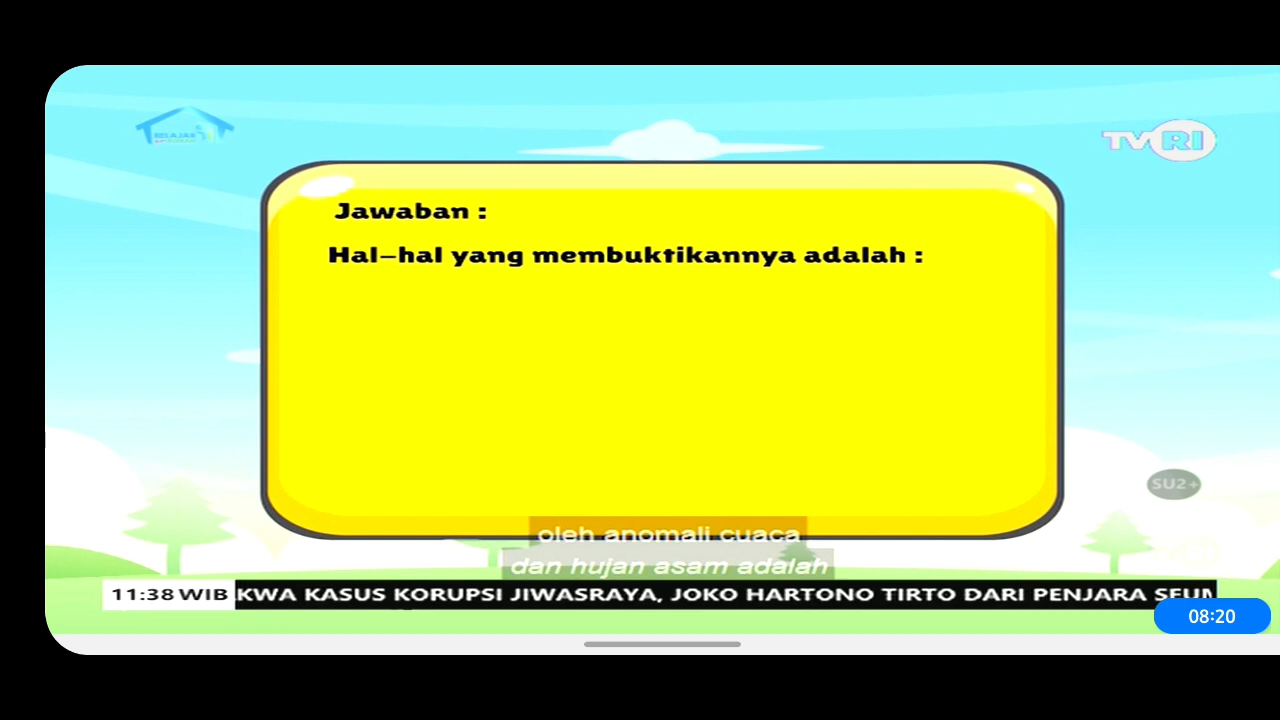 BELAJAR
TVRI
Jawaban :
Hal-hal yang membuktikannya adalah :
SU2+
oleh anomali cuaca
dan hujan asam adalah
11:38 WIB KWA KASUS KORUPSI JIWASRAYA, JOKO HARTONO TIRTO DARI PENJARA SEUM
08:20